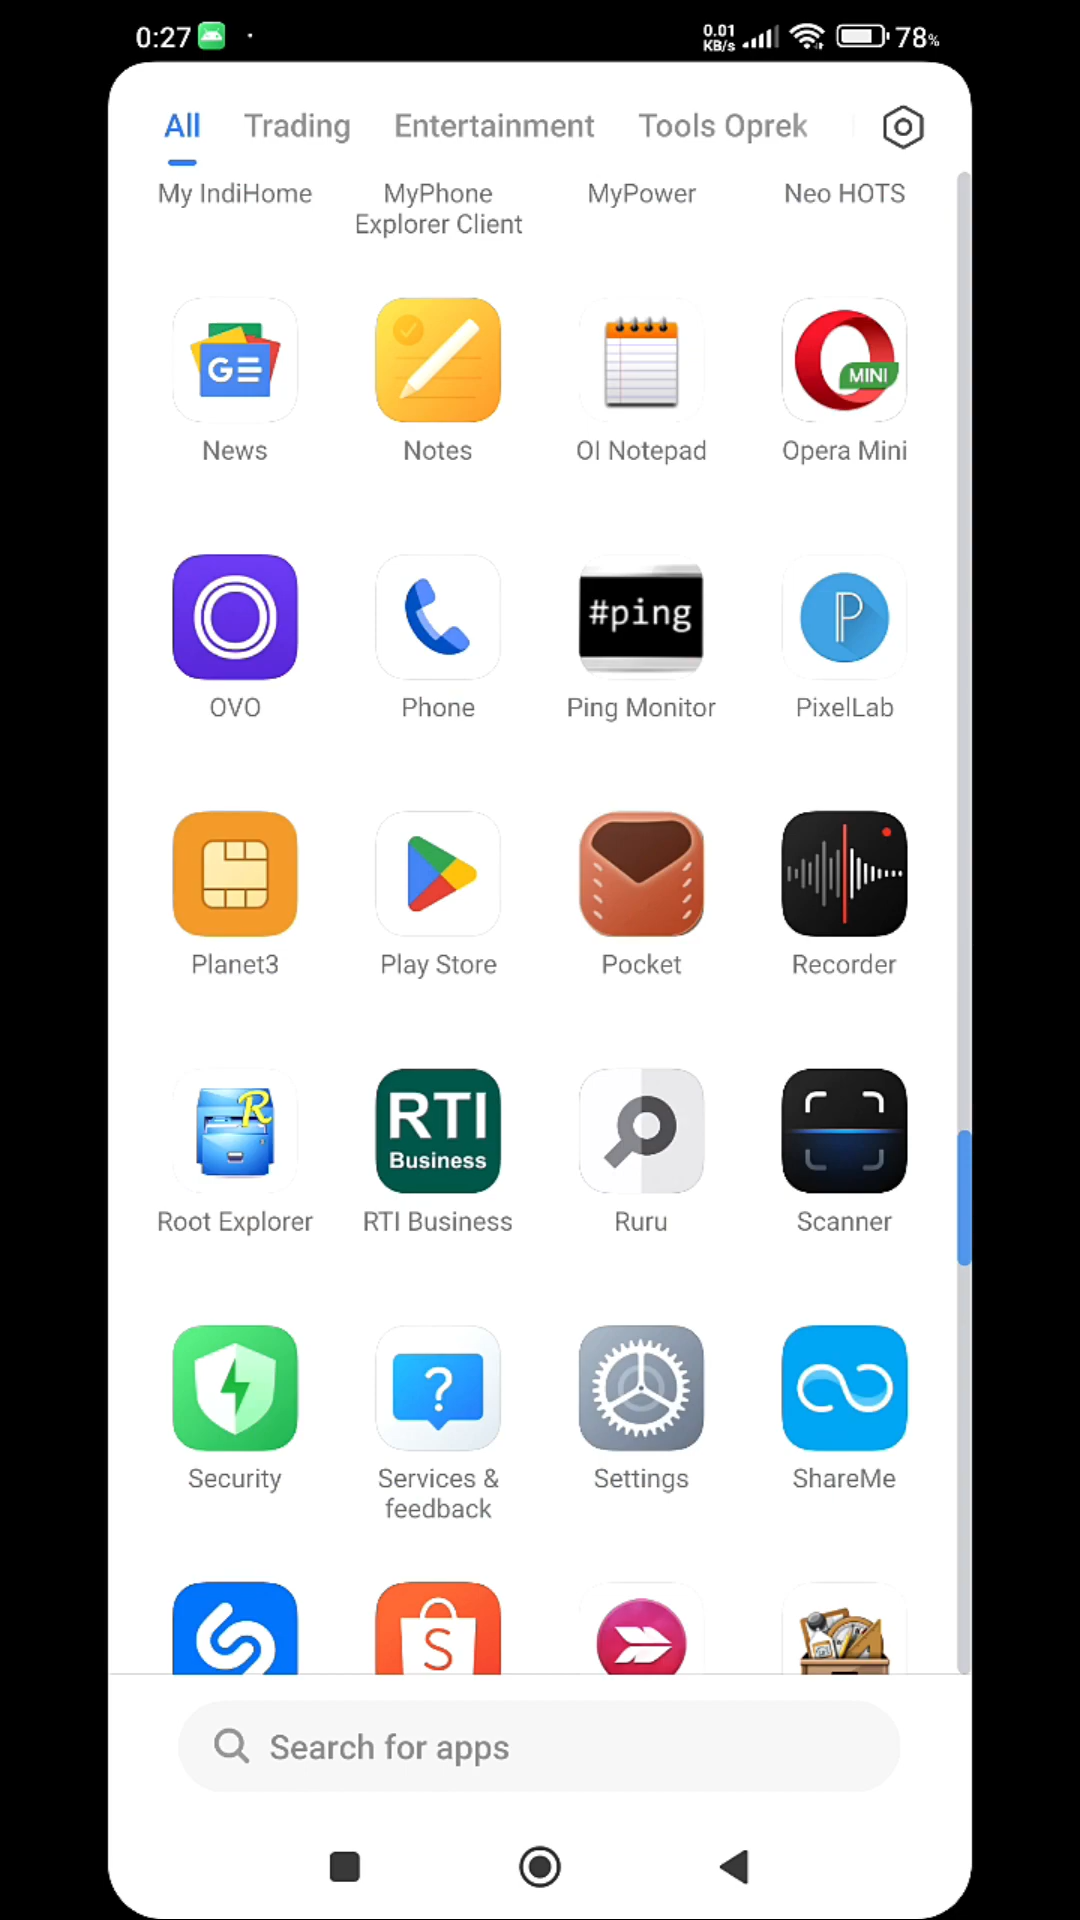 0:27
0.01
KB/s
78%
All
Trading
Entertainment
Tools Oprek
My IndiHome
MyPhone
Explorer Client
MyPower
Neo HOTS
GE
MINI
News
Notes
OI Notepad
Opera Mini
#ping
P
OVO
Phone
Ping Monitor
PixelLab
Planet3
Play Store
Pocket
Recorder
R
RTI
Business
Root Explorer
RTI Business
Ruru
Scanner
?
Security
Services &
feedback
Settings
ShareMe
S
Search for apps